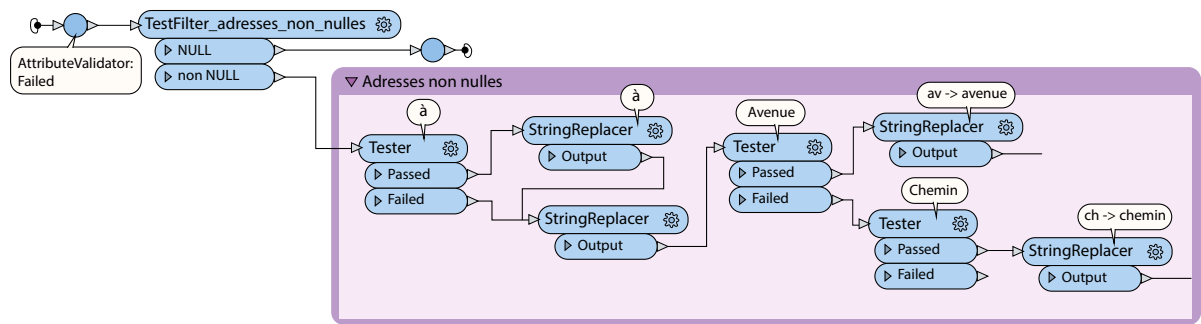 TestFilter_adresses_non_nulles
NULL
non NULL
AttributeValidator:
Failed
Adresses non nulles
à
Tester
Passed
Failed
à
StringReplacer
Output
StringReplacer
Output
Avenue
Tester
Passed
Failed
av -> avenue
StringReplacer
Output
Chemin
Tester
Passed
Failed
ch -> chemin
StringReplacer
Output